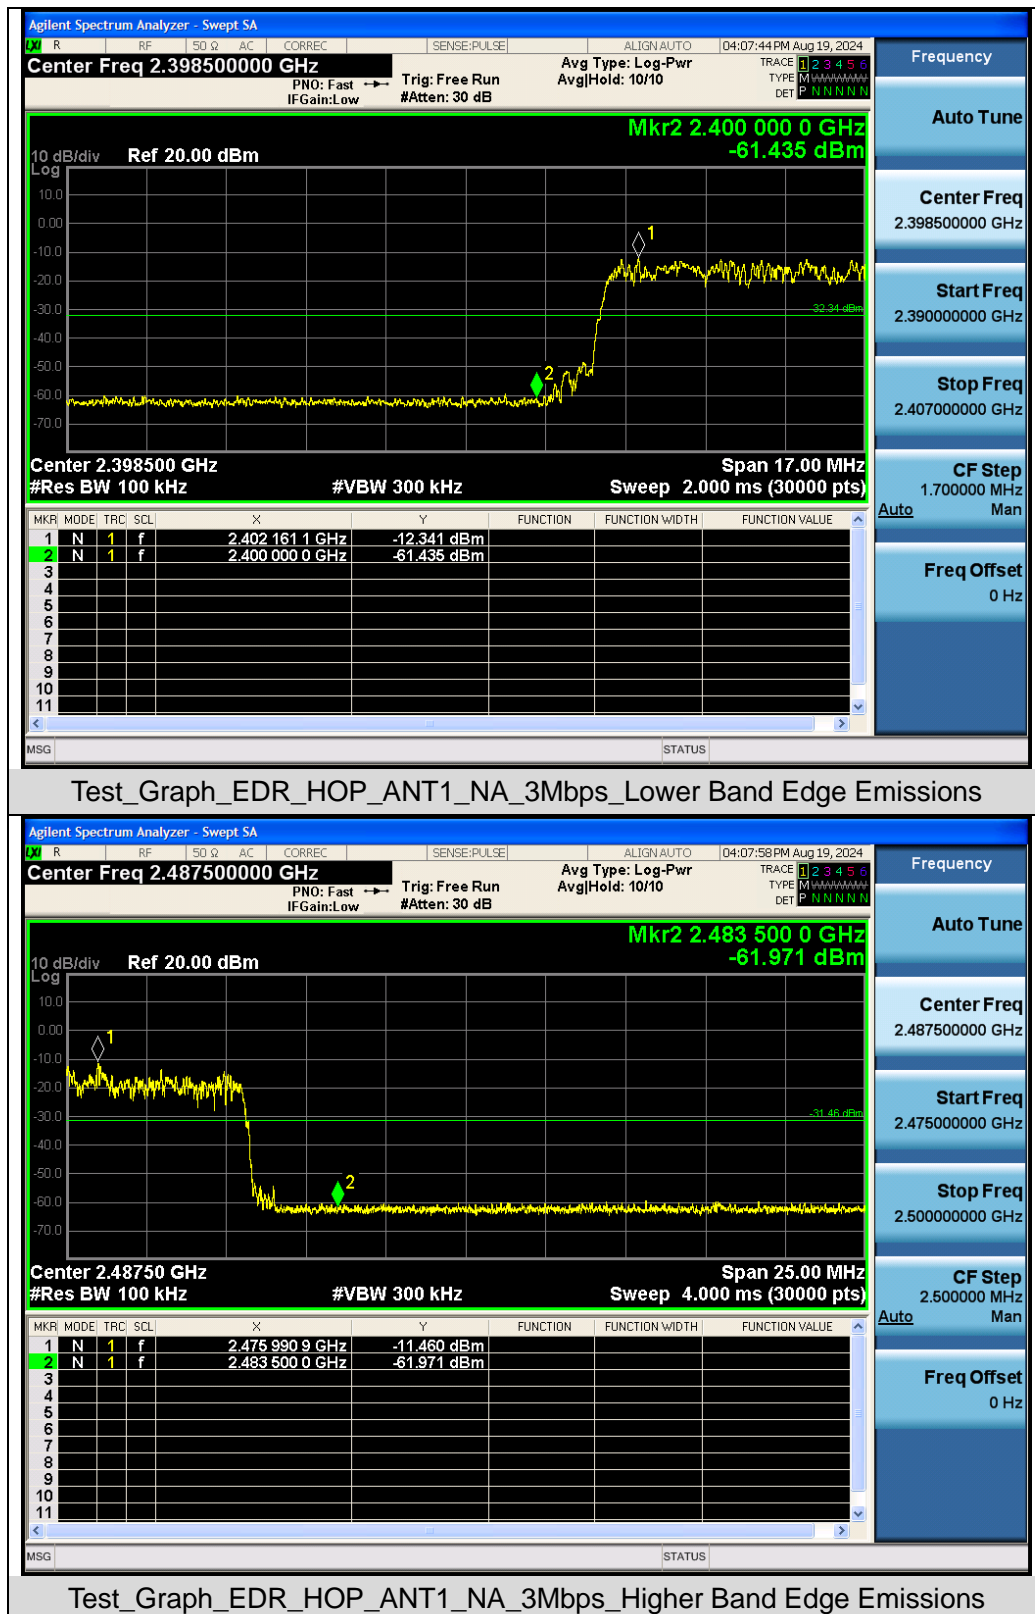 Agilent Spectrum Analyzer - Swept SA
LXI R RF 50 Ω AC CORREC SENSE:PULSE ALIGN AUTO 04:07:44 PM Aug 19, 2024
Center Freq 2.398500000 GHz
PNO: Fast
IFGain:Low
Trig: Free Run
#Atten: 30 dB
Avg Type: Log-Pwr
Avg|Hold: 10/10
TRACE 1 2 3 4 5 6
TYPE M WWWWW
DET P N N N N N
Mkr2 2.400 000 0 GHz
-61.435 dBm
10 dB/div Ref 20.00 dBm
Log
10.0
0.00
-10.0
-20.0
-30.0
-40.0
-50.0
-60.0
-70.0
1
2
-32.34 dBm
Center 2.398500 GHz Span 17.00 MHz
#Res BW 100 kHz #VBW 300 kHz Sweep 2.000 ms (30000 pts)
MKR MODE TRC SCL X Y FUNCTION FUNCTION WIDTH FUNCTION VALUE
1 N 1 f 2.402 161 1 GHz -12.341 dBm
2 N 1 f 2.400 000 0 GHz -61.435 dBm
3
4
5
6
7
8
9
10
11
MSG STATUS
Frequency
Auto Tune
Center Freq
2.398500000 GHz
Start Freq
2.390000000 GHz
Stop Freq
2.407000000 GHz
CF Step
1.700000 MHz
Auto Man
Freq Offset
0 Hz
Test_Graph_EDR_HOP_ANT1_NA_3Mbps_Lower Band Edge Emissions
Agilent Spectrum Analyzer - Swept SA
LXI R RF 50 Ω AC CORREC SENSE:PULSE ALIGN AUTO 04:07:58 PM Aug 19, 2024
Center Freq 2.487500000 GHz
PNO: Fast
IFGain:Low
Trig: Free Run
#Atten: 30 dB
Avg Type: Log-Pwr
Avg|Hold: 10/10
TRACE 1 2 3 4 5 6
TYPE M WWWWW
DET P N N N N N
Mkr2 2.483 500 0 GHz
-61.971 dBm
10 dB/div Ref 20.00 dBm
Log
10.0
0.00
-10.0
-20.0
-30.0
-40.0
-50.0
-60.0
-70.0
1
2
-31.46 dBm
Center 2.48750 GHz Span 25.00 MHz
#Res BW 100 kHz #VBW 300 kHz Sweep 4.000 ms (30000 pts)
MKR MODE TRC SCL X Y FUNCTION FUNCTION WIDTH FUNCTION VALUE
1 N 1 f 2.475 990 9 GHz -11.460 dBm
2 N 1 f 2.483 500 0 GHz -61.971 dBm
3
4
5
6
7
8
9
10
11
MSG STATUS
Frequency
Auto Tune
Center Freq
2.487500000 GHz
Start Freq
2.475000000 GHz
Stop Freq
2.500000000 GHz
CF Step
2.500000 MHz
Auto Man
Freq Offset
0 Hz
Test_Graph_EDR_HOP_ANT1_NA_3Mbps_Higher Band Edge Emissions